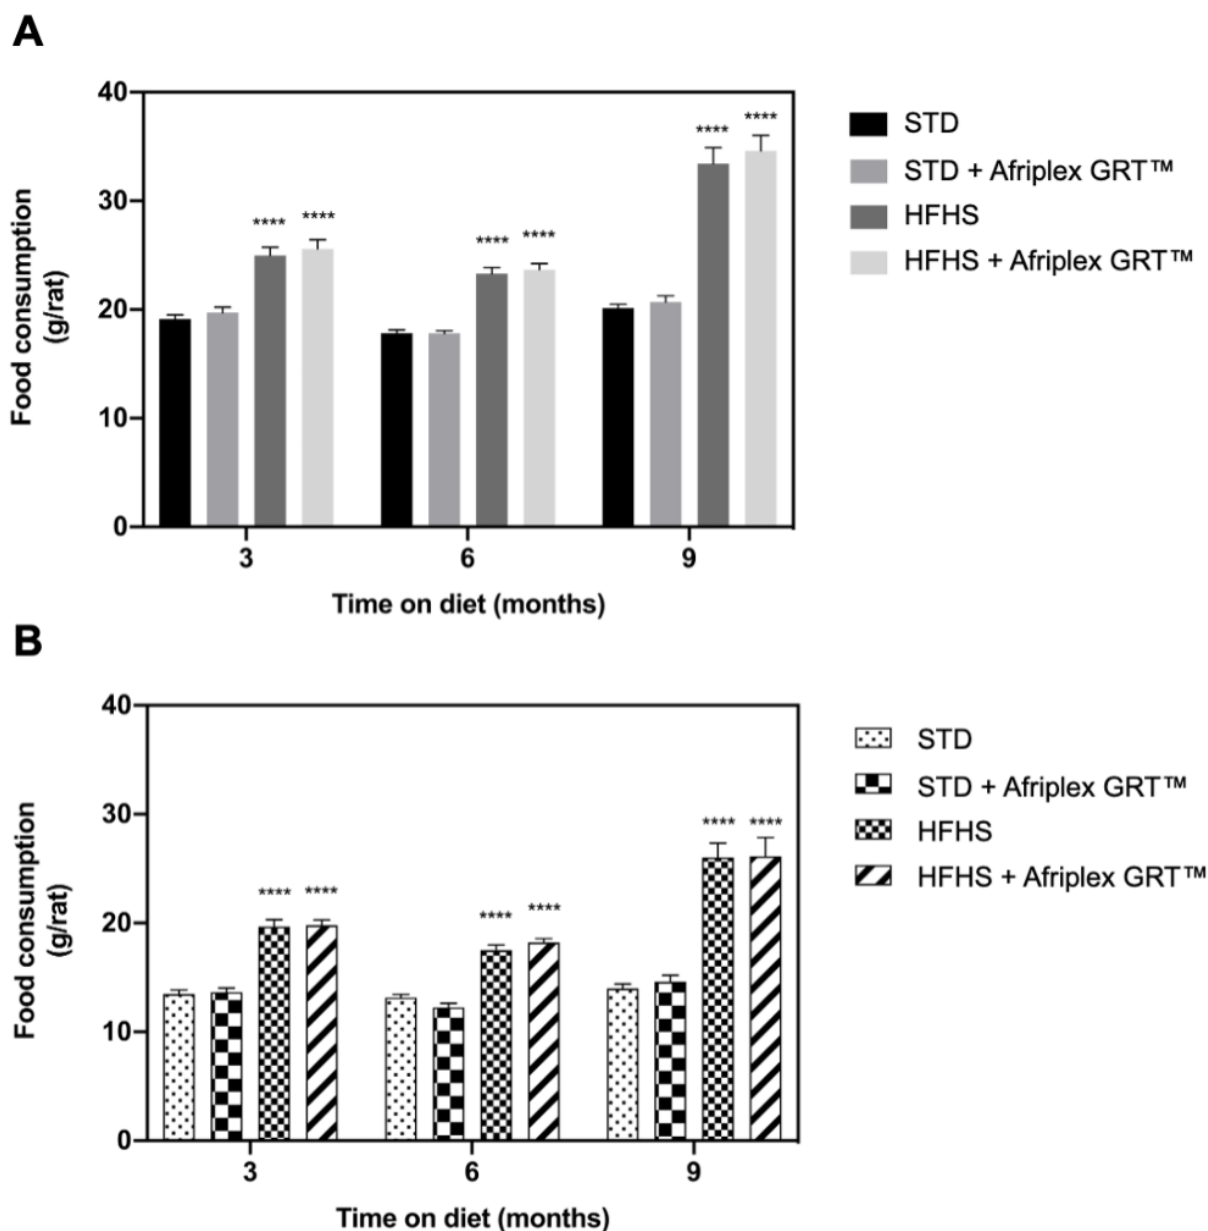 A
40
30
20
10
0
Food consumption
(g/rat)
**** ****
**** ****
**** ****
3 6 9
Time on diet (months)
STD
STD + Afriplex GRT™
HFHS
HFHS + Afriplex GRT™
B
40
30
20
10
0
Food consumption
(g/rat)
**** ****
**** ****
**** ****
3 6 9
Time on diet (months)
STD
STD + Afriplex GRT™
HFHS
HFHS + Afriplex GRT™